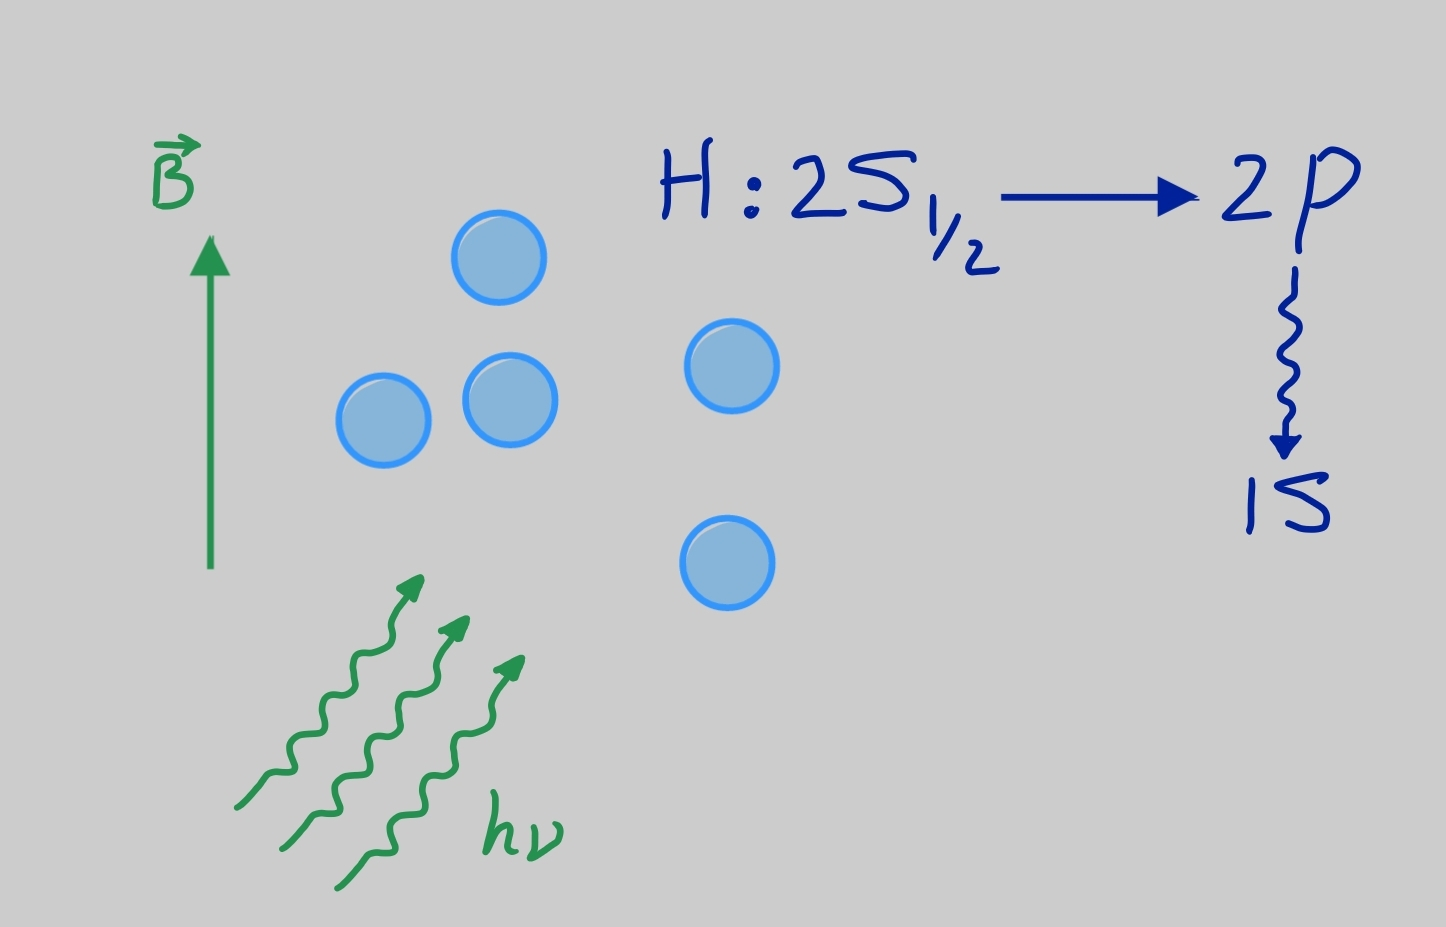 B⃗
H: 2S₁/₂ → 2P
1S
hν